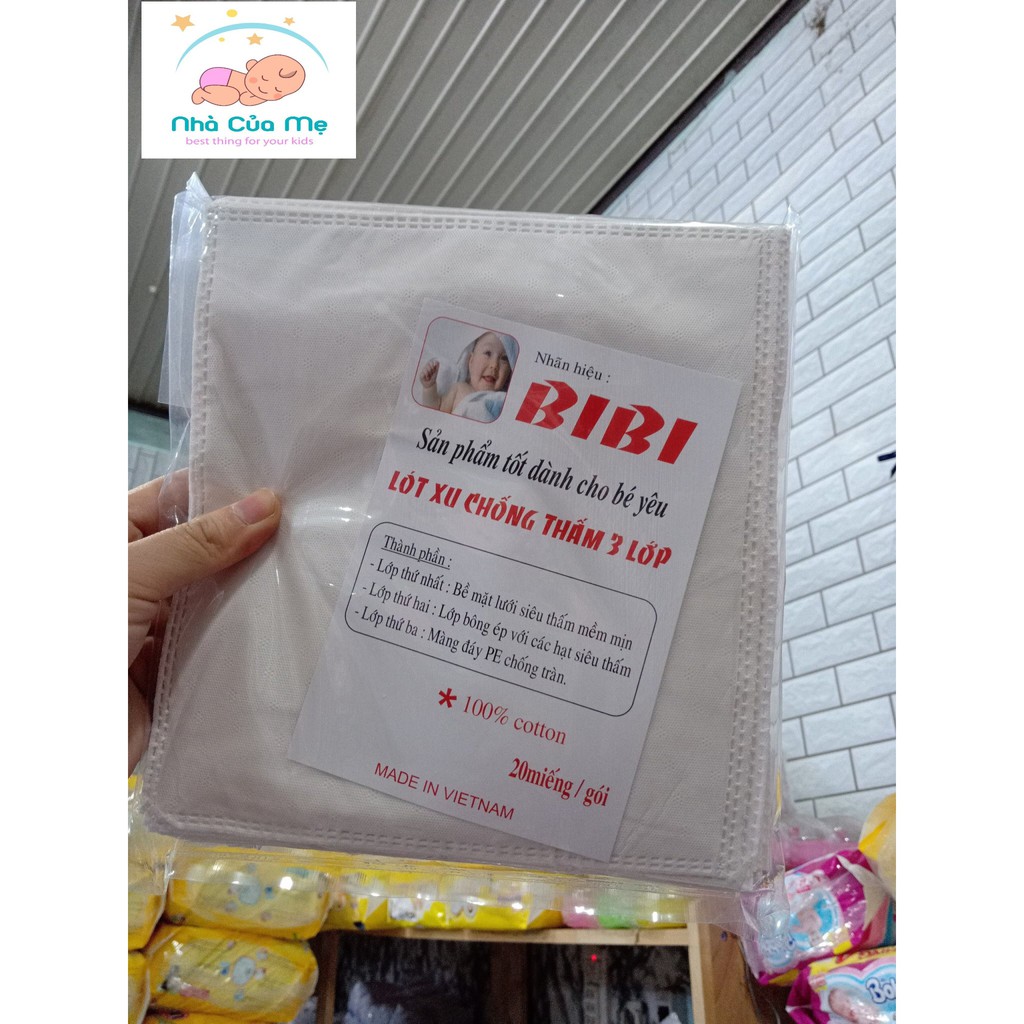 Nhà Của Mẹ
best thing for your kids
Nhãn hiệu :
BIBI
Sản phẩm tốt dành cho bé yêu
LÓT XU CHỐNG THẤM 3 LỚP
Thành phần :
- Lớp thứ nhất : Bề mặt lưới siêu thấm mềm mịn
- Lớp thứ hai : Lớp bông ép với các hạt siêu thấm
- Lớp thứ ba : Màng đáy PE chống tràn.
* 100% cotton
20miếng / gói
MADE IN VIETNAM